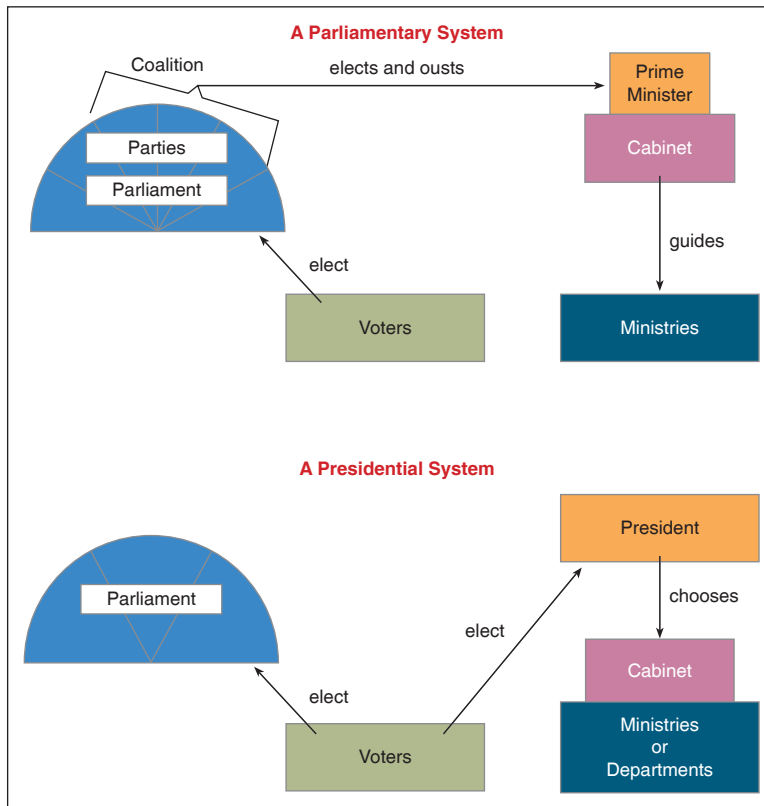 A Parliamentary System
Coalition
elects and ousts
Prime
Minister
Parties
Cabinet
Parliament
guides
elect
Voters
Ministries
A Presidential System
President
Parliament
chooses
elect
Cabinet
elect
Ministries
or
Departments
Voters